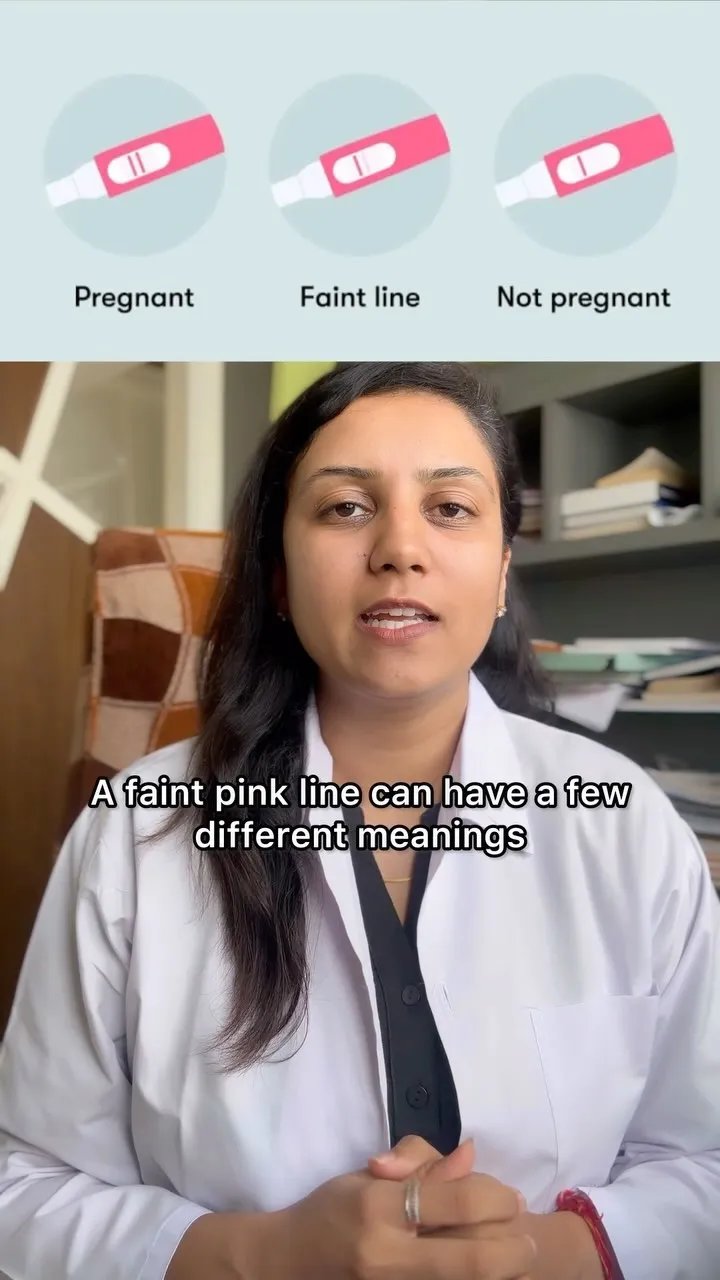 Pregnant
Faint line
Not pregnant
A faint pink line can have a few
different meanings